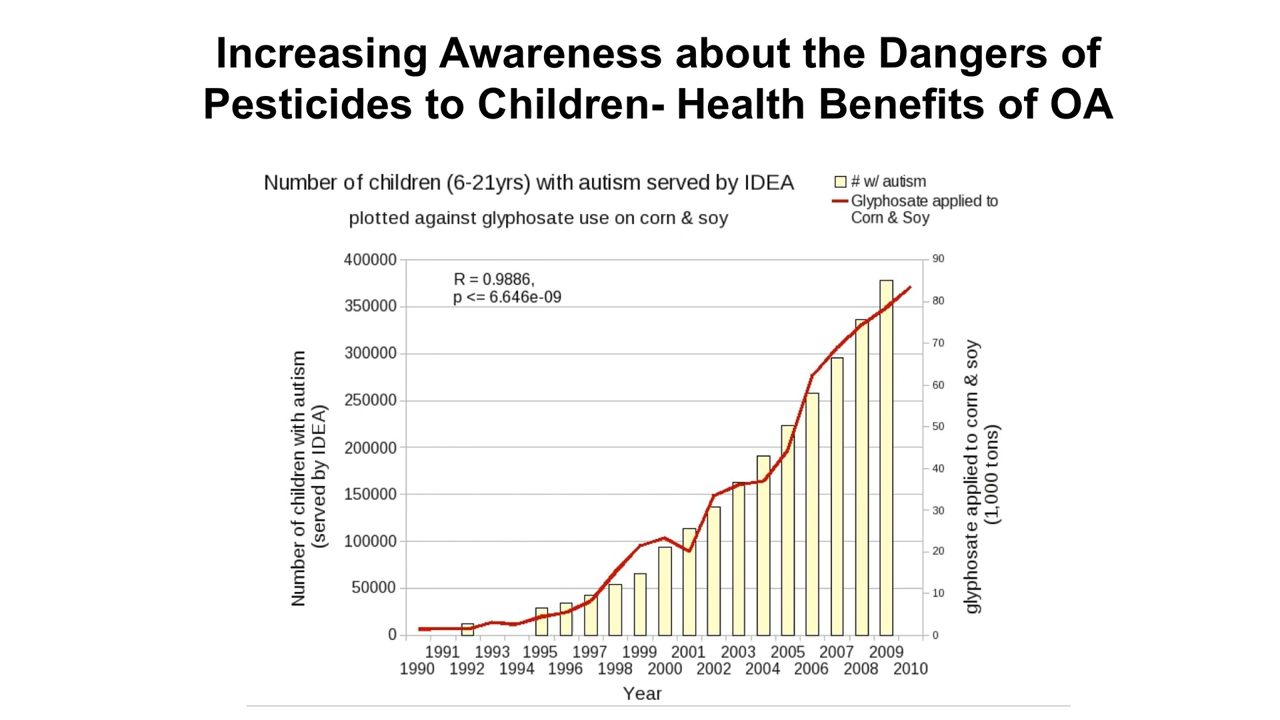 Increasing Awareness about the Dangers of
Pesticides to Children- Health Benefits of OA
Number of children (6-21yrs) with autism served by IDEA
plotted against glyphosate use on corn & soy
# w/ autism
Glyphosate applied to
Corn & Soy
R = 0.9886,
p <= 6.646e-09
400000
350000
300000
250000
200000
150000
100000
50000
0
90
80
70
60
50
40
30
20
10
0
Number of children with autism
(served by IDEA)
glyphosate applied to corn & soy
(1,000 tons)
1991 1993 1995 1997 1999 2001 2003 2005 2007 2009
1990 1992 1994 1996 1998 2000 2002 2004 2006 2008 2010
Year